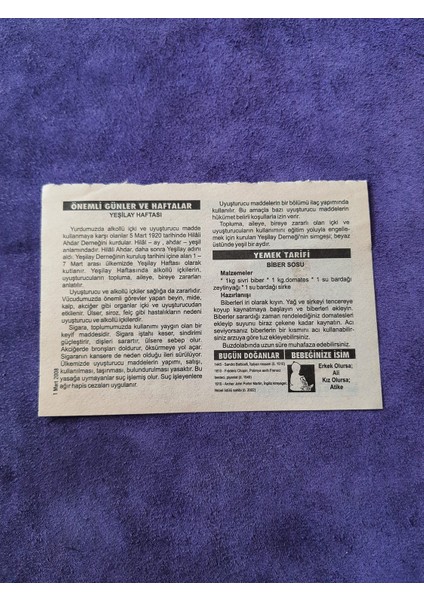 ÖNEMLİ GÜNLER VE HAFTALAR
YEŞİLAY HAFTASI
Yurdumuzda alkollü içki ve uyuşturucu madde
kullanmaya karşı olanlar 5 Mart 1920 tarihinde Hilâli
Ahdar Derneğini kurdular. Hilâl – ay , ahdar – yeşil
anlamındadır. Hilâli Ahdar, daha sonra Yeşilay adını
aldı. Yeşilay Derneğinin kuruluş tarihini içine alan 1 –
7 Mart arası ülkemizde Yeşilay Haftası olarak
kutlanır. Yeşilay Haftasında alkollü içkilerin,
uyuşturucuların topluma, aileye, bireye zararları
anlatılır.
Uyuşturucu ve alkollü içkiler sağlığa da zararlıdır.
Vücudumuzda önemli görevler yapan beyin, mide,
kalp, akciğer gibi organlar içki ve uyuşturucudan
etkilenir. Ülser, siroz, felç gibi hastalıkların nedeni
uyuşturucu ve alkollü içkilerdir.
Sigara, toplumumuzda kullanımı yaygın olan bir
keyif maddesidir. Sigara iştahı keser, sindirimi
güçleştirir, dişleri sarartır, ülsere sebep olur.
Akciğerde bronşları doldurur, öksürmeye yol açar.
Sigaranın kansere de neden olduğu ileri sürülüyor.
Ülkemizde uyuşturucu maddelerin yapımı, satışı,
kullanılması, taşınması, bulundurulması yasaktır. Bu
yasağa uymayanlar suç işlemiş olur. Suç işleyenlere
ağır hapis cezaları uygulanır.
1 Mart 2009
Uyuşturucu maddelerin bir bölümü ilaç yapımında
kullanılır. Bu amaçla bazı uyuşturucu maddelerin
hükümet belirli koşullarla izin verir.
Topluma, aileye, bireye zararlı olan içki ve
uyuşturucuların kullanımını eğitim yoluyla engelle-
mek için kurulan Yeşilay Derneği'nin simgesi; beyaz
üstünde yeşil bir aydır.
YEMEK TARİFİ
BİBER SOSU
Malzemeler
* 1kg sivri biber * 1 kg.domates * 1 su bardağı
zeytinyağı * 1 su bardağı sirke
Hazırlanışı
Biberleri iri olarak kıyın. Yağ ve sirkeyi tencereye
koyup kaynatmaya başlayın ve biberleri ekleyin.
Biberler sarardığı zaman rendelediğiniz domatesleri
ekleyip suyunu biraz çekene kadar kaynatın. Acı
seviyorsanız biberlerin bir kısmını acı kullanabilir-
siniz arzuya göre tuz ekleyebilirsiniz.
Buzdolabında uzun süre muhafaza edebilirsiniz.
BUGÜN DOĞANLAR
BEBEĞİNİZE İSİM
Erkek Olursa;
Ali
Kız Olursa;
Atike